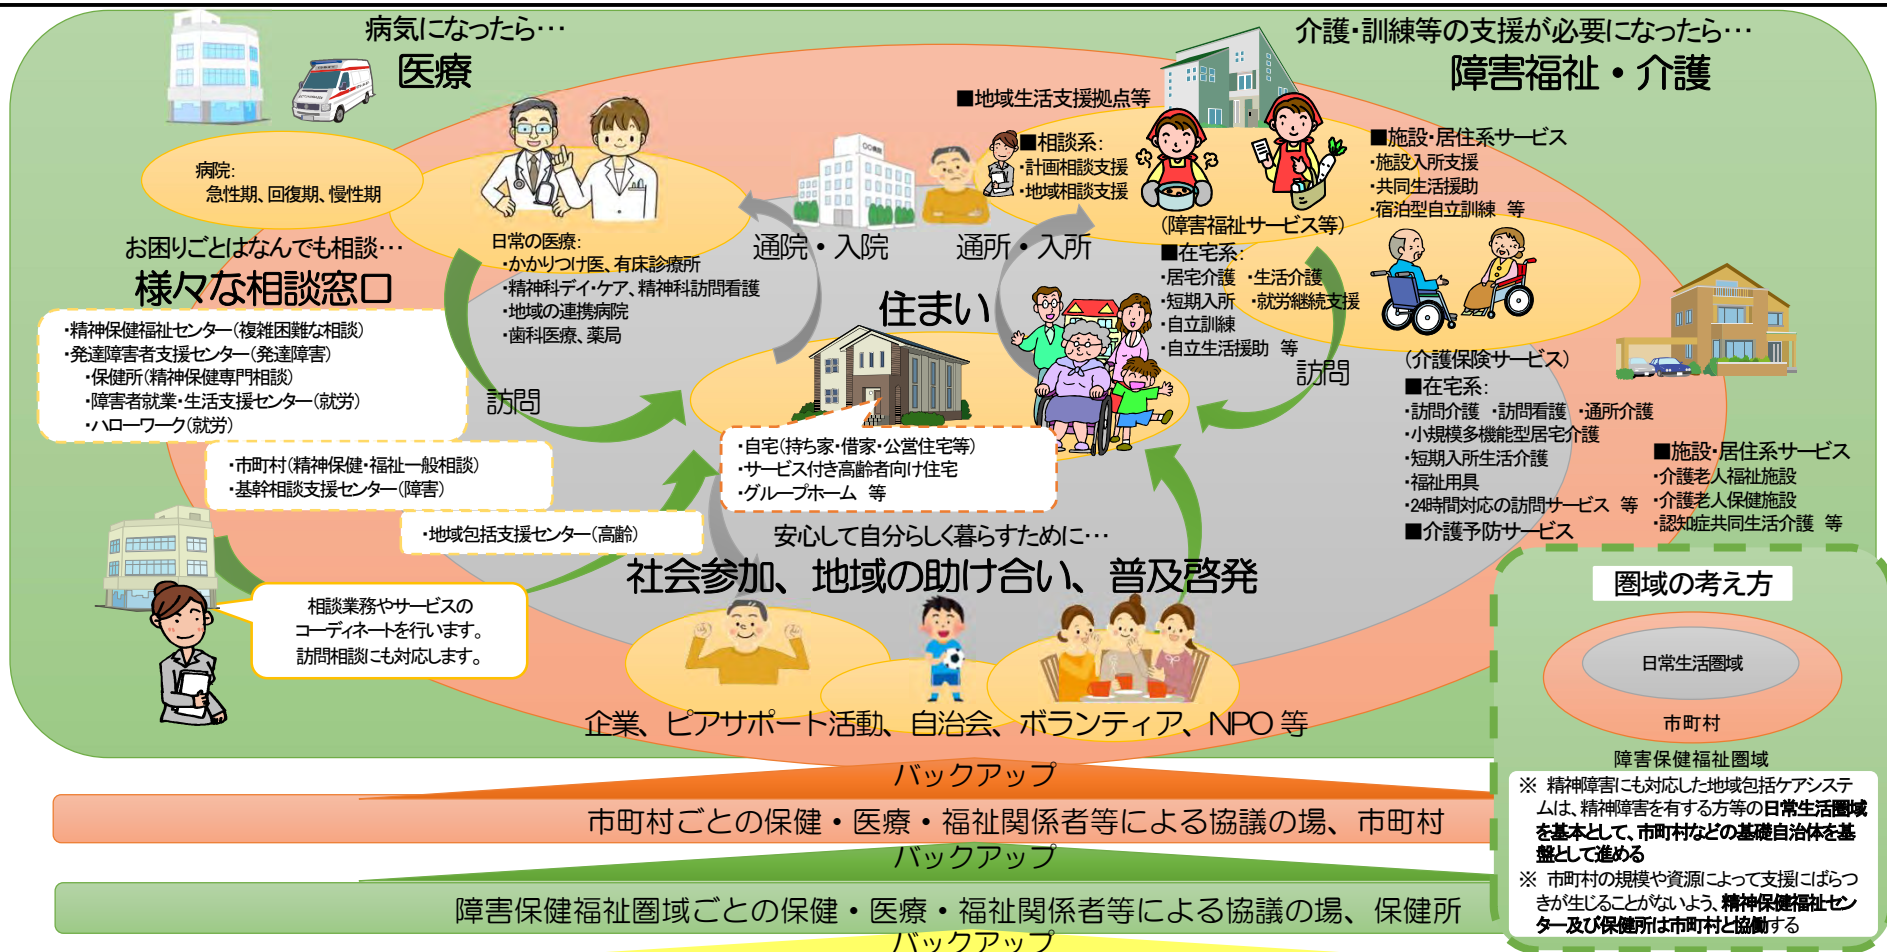 病気になったら…
医療
病院:
急性期、回復期、慢性期
日常の医療:
・かかりつけ医、有床診療所
・精神科デイ・ケア、精神科訪問看護
・地域の連携病院
・歯科医療、薬局
介護・訓練等の支援が必要になったら…
障害福祉・介護
■地域生活支援拠点等
■相談系:
・計画相談支援
・地域相談支援
■施設・居住系サービス
・施設入所支援
・共同生活援助
・宿泊型自立訓練 等
(障害福祉サービス等)
■在宅系:
・居宅介護 ・生活介護
・短期入所 ・就労継続支援
・自立訓練
・自立生活援助 等
(介護保険サービス)
■在宅系:
・訪問介護 ・訪問看護 ・通所介護
・小規模多機能型居宅介護
・短期入所生活介護
・福祉用具
・24時間対応の訪問サービス 等
■介護予防サービス
■施設・居住系サービス
・介護老人福祉施設
・介護老人保健施設
・認知症共同生活介護 等
通院・入院
通所・入所
訪問
訪問
お困りごとはなんでも相談…
様々な相談窓口
・精神保健福祉センター(複雑困難な相談)
・発達障害者支援センター(発達障害)
・保健所(精神保健専門相談)
・障害者就業・生活支援センター(就労)
・ハローワーク(就労)
・市町村(精神保健・福祉一般相談)
・基幹相談支援センター(障害)
・地域包括支援センター(高齢)
相談業務やサービスの
コーディネートを行います。
訪問相談にも対応します。
住まい
・自宅(持ち家・借家・公営住宅等)
・サービス付き高齢者向け住宅
・グループホーム 等
安心して自分らしく暮らすために…
社会参加、地域の助け合い、普及啓発
企業、ピアサポート活動、自治会、ボランティア、NPO 等
バックアップ
市町村ごとの保健・医療・福祉関係者等による協議の場、市町村
バックアップ
障害保健福祉圏域ごとの保健・医療・福祉関係者等による協議の場、保健所
バックアップ
圏域の考え方
日常生活圏域
市町村
障害保健福祉圏域
※ 精神障害にも対応した地域包括ケアシステ
ムは、精神障害を有する方等の日常生活圏域
を基本として、市町村などの基礎自治体を基
盤として進める
※ 市町村の規模や資源によって支援にばらつ
きが生じることがないよう、精神保健福祉セン
ター及び保健所は市町村と協働する